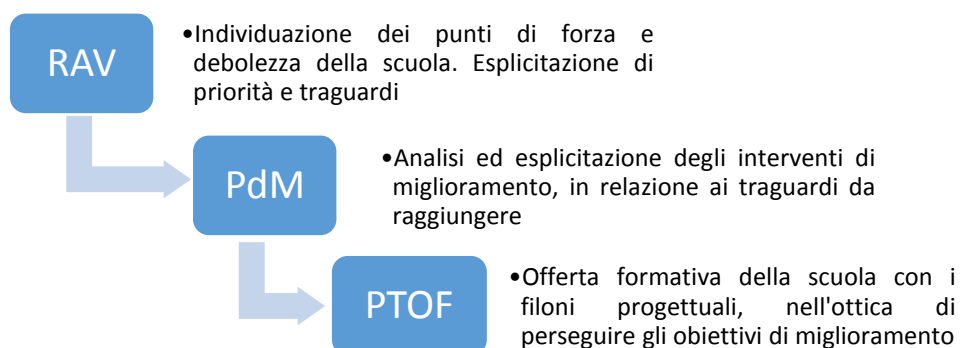 RAV
•Individuazione dei punti di forza e
debolezza della scuola. Esplicitazione di
priorità e traguardi
PdM
•Analisi ed esplicitazione degli interventi di
miglioramento, in relazione ai traguardi da
raggiungere
PTOF
•Offerta formativa della scuola con i
filoni progettuali, nell'ottica di
perseguire gli obiettivi di miglioramento